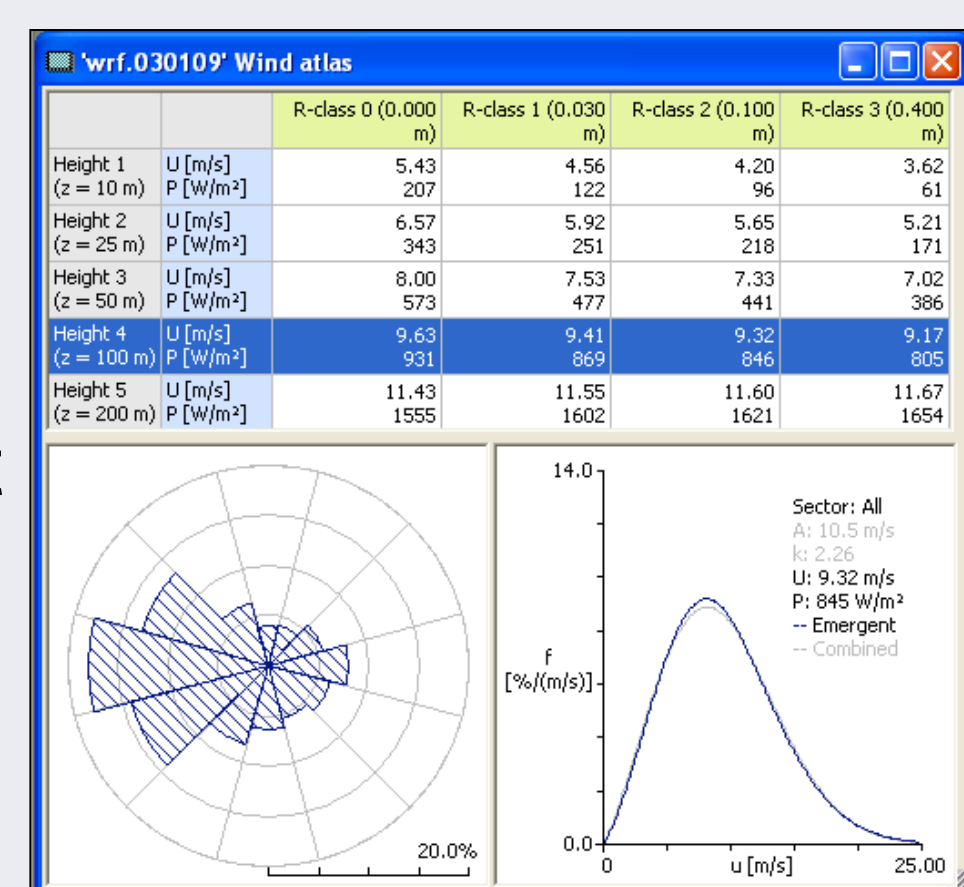 'wrf.030109' Wind atlas
R-class 0 (0.000 m) R-class 1 (0.030 m) R-class 2 (0.100 m) R-class 3 (0.400 m)
Height 1 U [m/s] 5.43 4.56 4.20 3.62
(z = 10 m) P [W/m²] 207 122 96 61
Height 2 U [m/s] 6.57 5.92 5.65 5.21
(z = 25 m) P [W/m²] 343 251 218 171
Height 3 U [m/s] 8.00 7.53 7.33 7.02
(z = 50 m) P [W/m²] 573 477 441 386
Height 4 U [m/s] 9.63 9.41 9.32 9.17
(z = 100 m) P [W/m²] 931 869 846 805
Height 5 U [m/s] 11.43 11.55 11.60 11.67
(z = 200 m) P [W/m²] 1555 1602 1621 1654
20.0%
14.0
Sector: All
A: 10.5 m/s
k: 2.26
U: 9.32 m/s
P: 845 W/m²
-- Emergent
-- Combined
f
[%/(m/s)]
0.0
0 u [m/s] 25.00